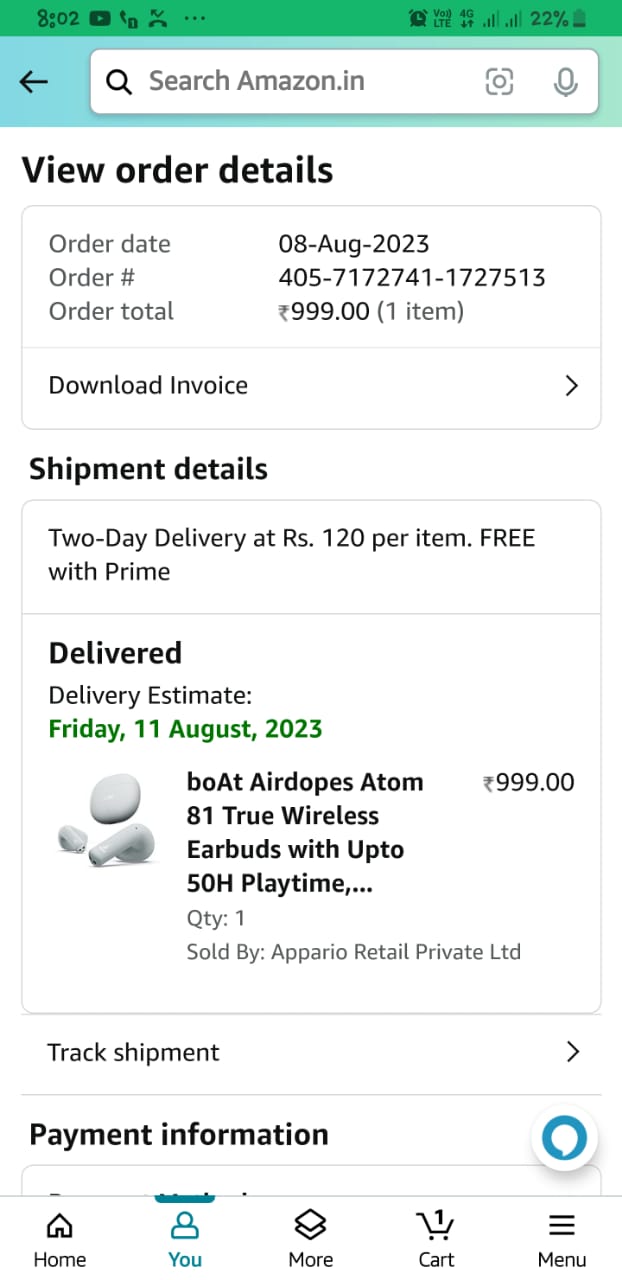 8:02 ... Vo)) LTE 4G 22%
Search Amazon.in
View order details
Order date 08-Aug-2023
Order # 405-7172741-1727513
Order total ₹999.00 (1 item)
Download Invoice
Shipment details
Two-Day Delivery at Rs. 120 per item. FREE
with Prime
Delivered
Delivery Estimate:
Friday, 11 August, 2023
boAt Airdopes Atom ₹999.00
81 True Wireless
Earbuds with Upto
50H Playtime,...
Qty: 1
Sold By: Appario Retail Private Ltd
Track shipment
Payment information
1
Home You More Cart Menu